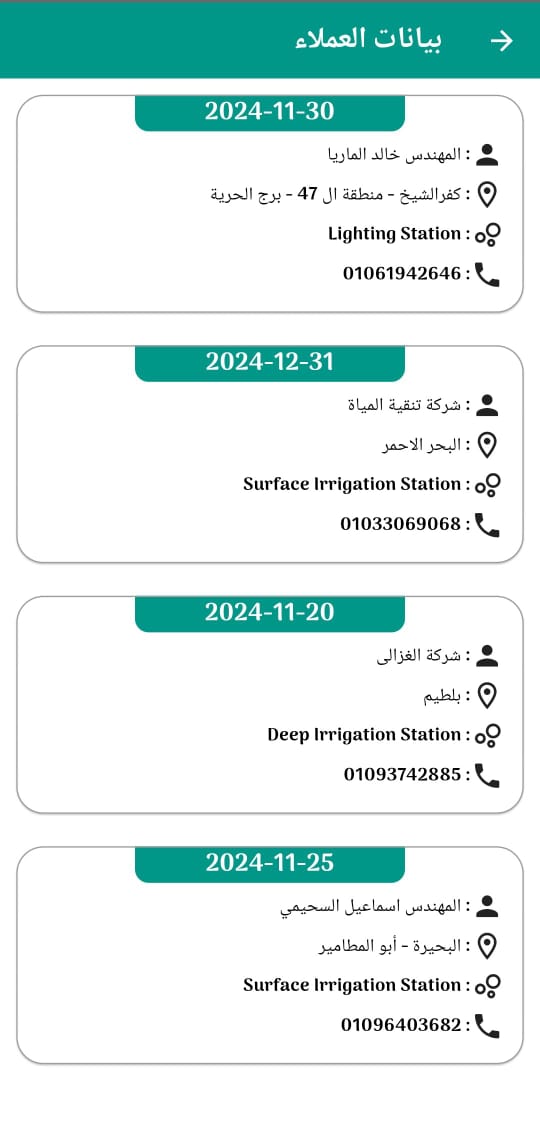 بيانات العملاء
2024-11-30
: المهندس خالد الماريا
: كفرالشيخ - منطقة ال 47 - برج الحرية
Lighting Station :
01061942646 :
2024-12-31
: شركة تنقية المياة
: البحر الاحمر
Surface Irrigation Station :
01033069068 :
2024-11-20
: شركة الغزالى
: بلطيم
Deep Irrigation Station :
01093742885 :
2024-11-25
: المهندس اسماعيل السحيمي
: البحيرة - أبو المطامير
Surface Irrigation Station :
01096403682 :